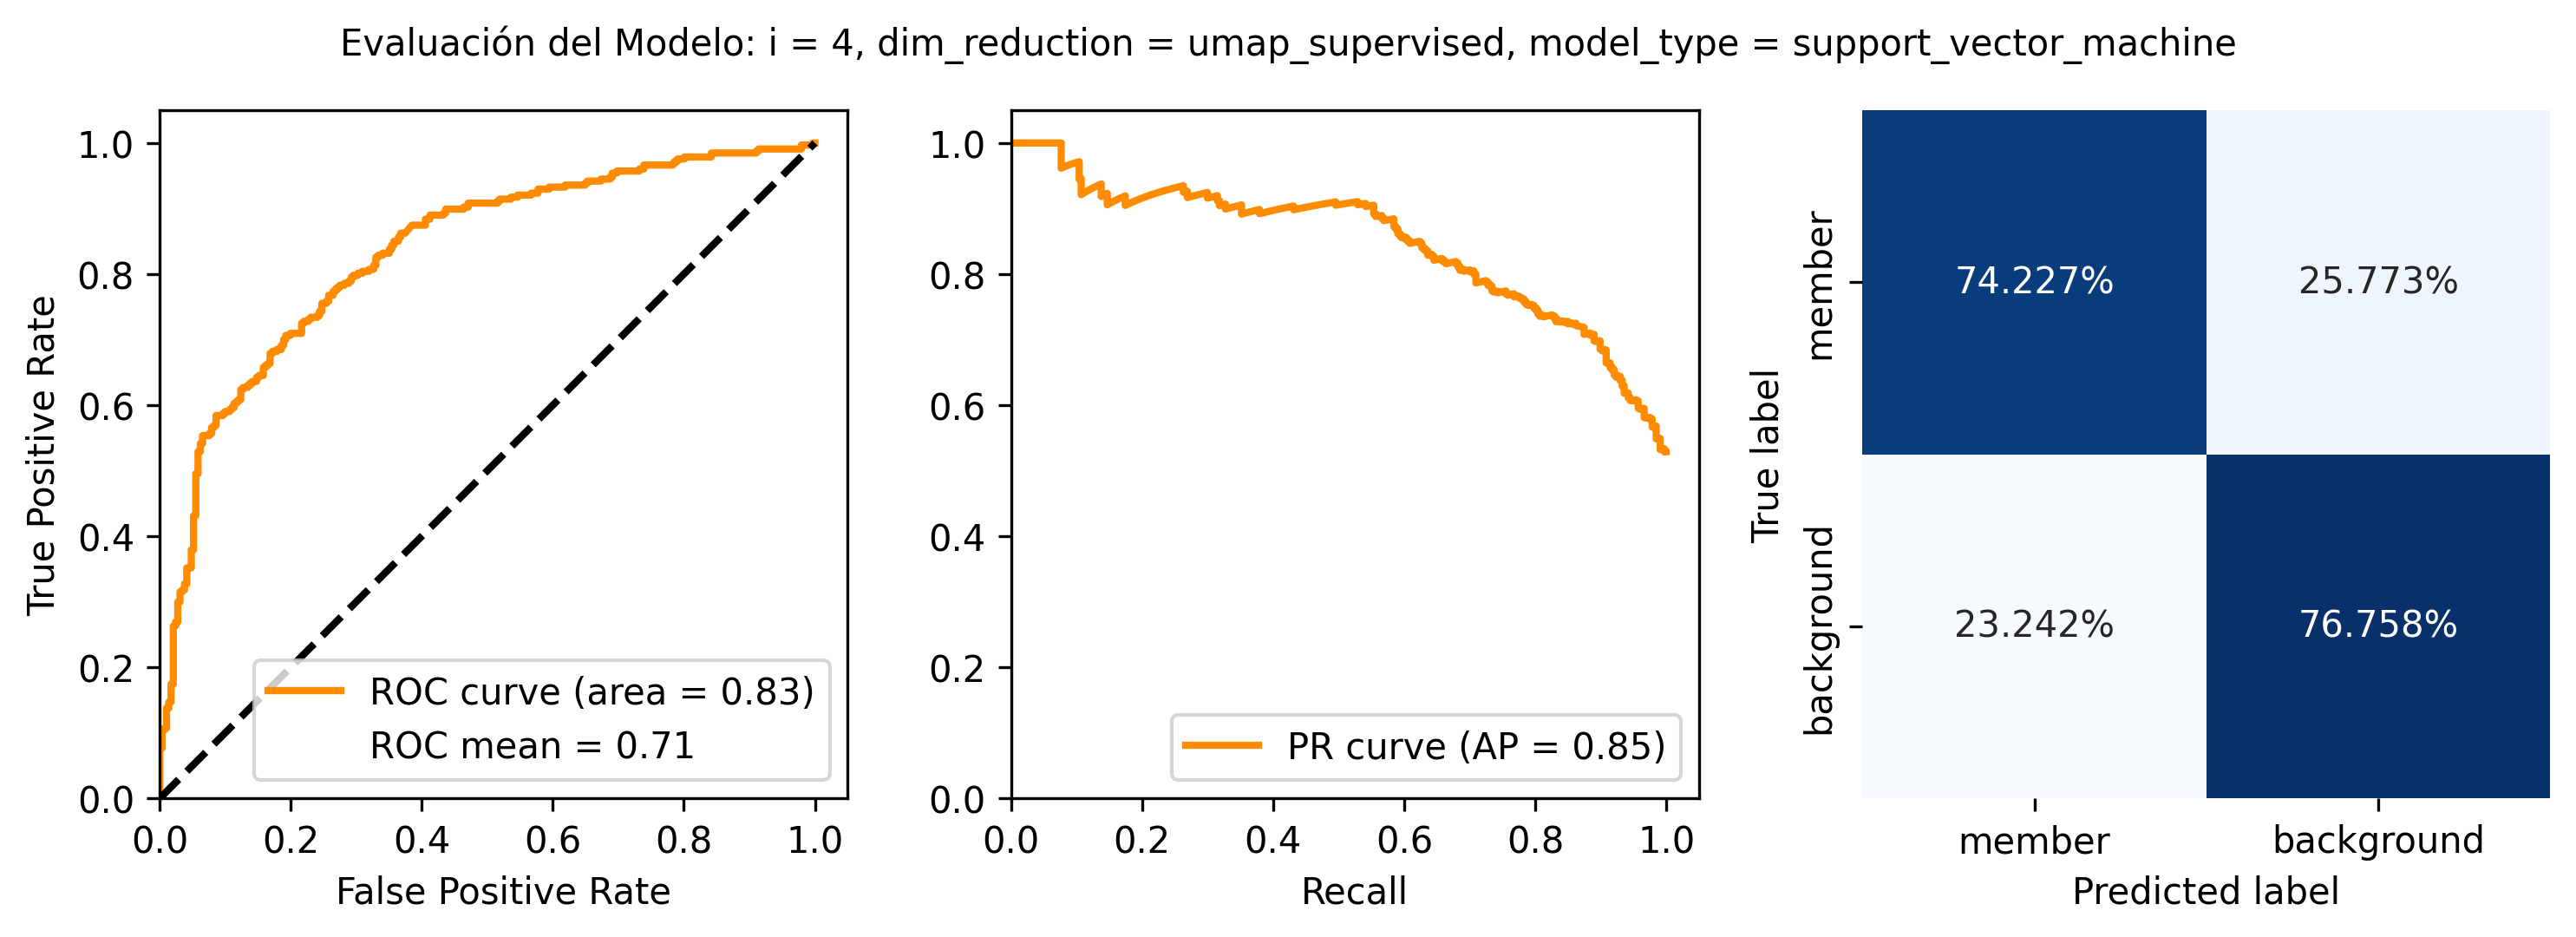 Evaluación del Modelo: i = 4, dim_reduction = umap_supervised, model_type = support_vector_machine
True Positive Rate
1.0
0.8
0.6
0.4
0.2
0.0
ROC curve (area = 0.83)
ROC mean = 0.71
0.0 0.2 0.4 0.6 0.8 1.0
False Positive Rate
1.0
0.8
0.6
0.4
0.2
0.0
PR curve (AP = 0.85)
0.0 0.2 0.4 0.6 0.8 1.0
Recall
True label
member
background
74.227% 25.773%
23.242% 76.758%
member background
Predicted label